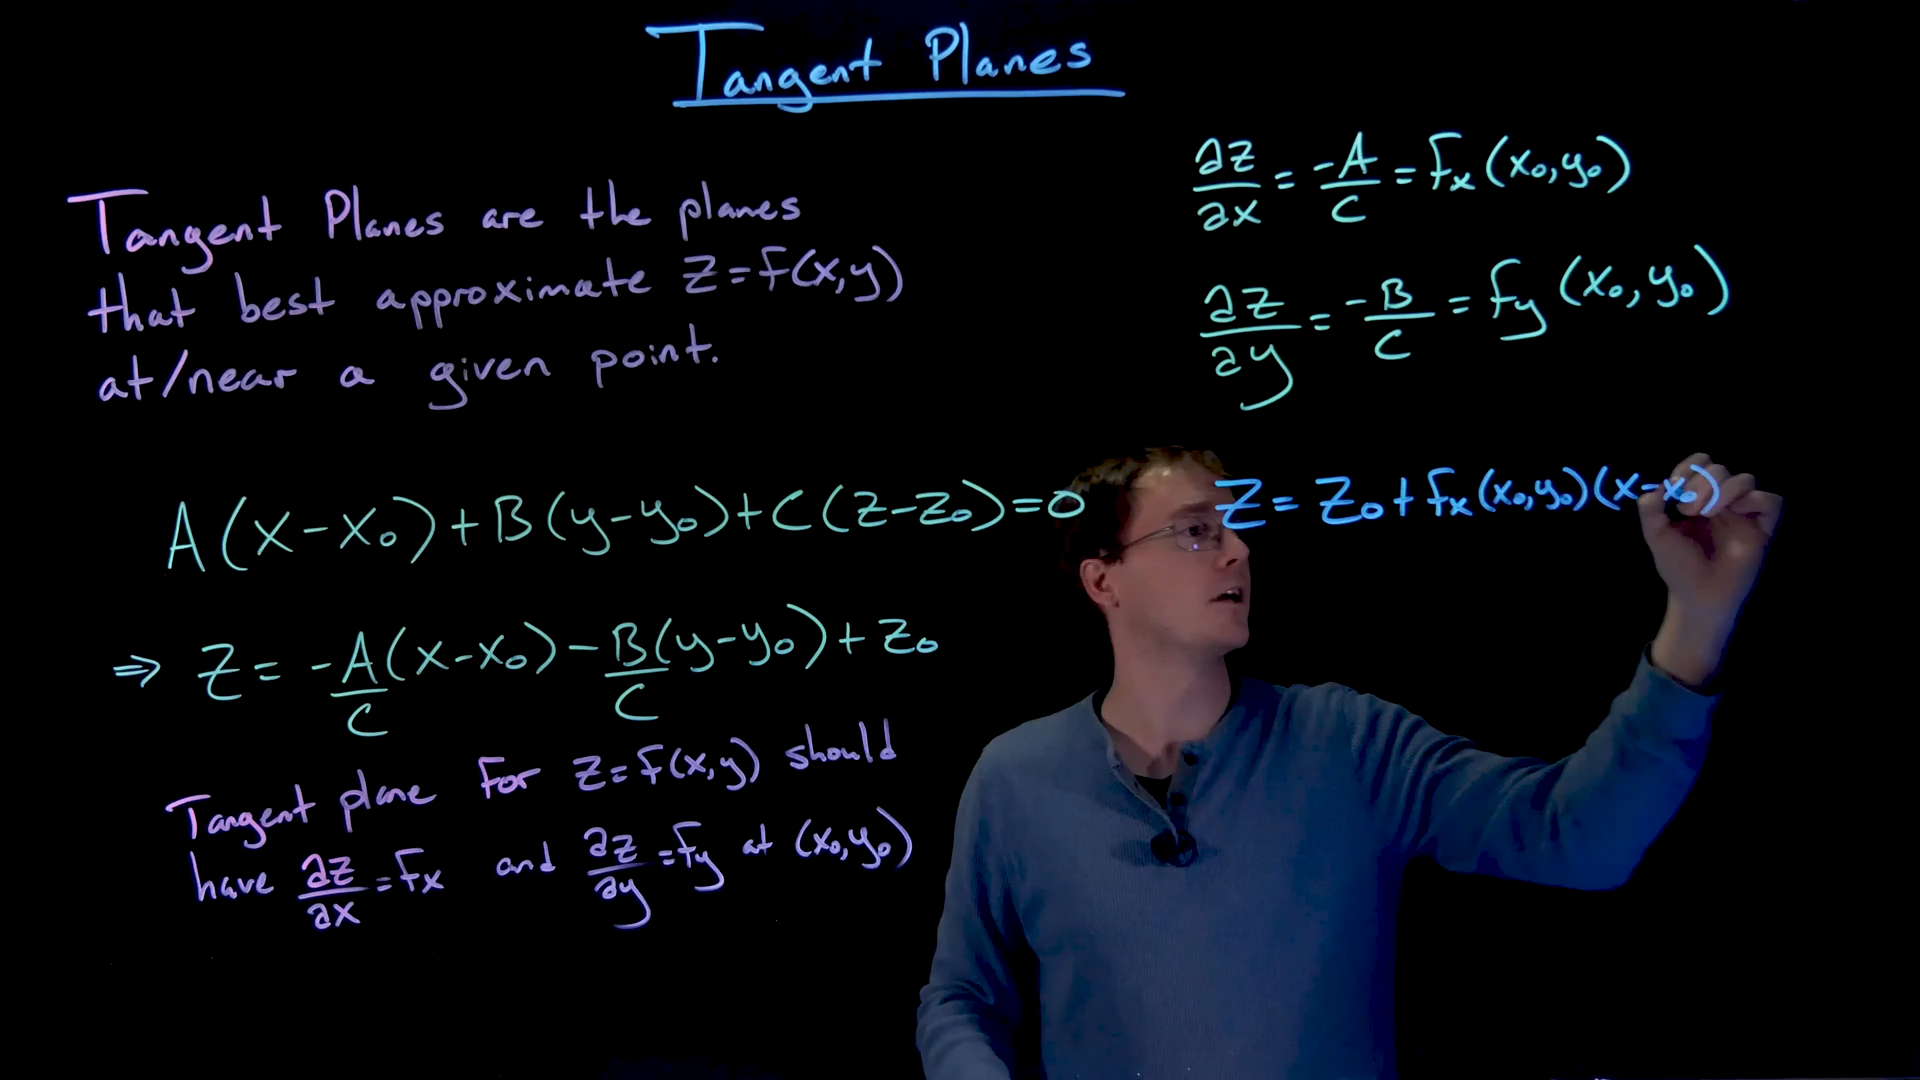 Tangent Planes
Tangent Planes are the planes
that best approximate z=f(x,y)
at/near a given point.
A(x-x₀)+B(y-y₀)+C(z-z₀)=0
⇒ z = -A/C(x-x₀) - B/C(y-y₀) + z₀
Tangent plane for z=f(x,y) should
have ∂z/∂x=fx and ∂z/∂y=fy at (x₀,y₀)
∂z/∂x = -A/C = fx(x₀,y₀)
∂z/∂y = -B/C = fy(x₀,y₀)
z = z₀ + fx(x₀,y₀)(x-x₀)